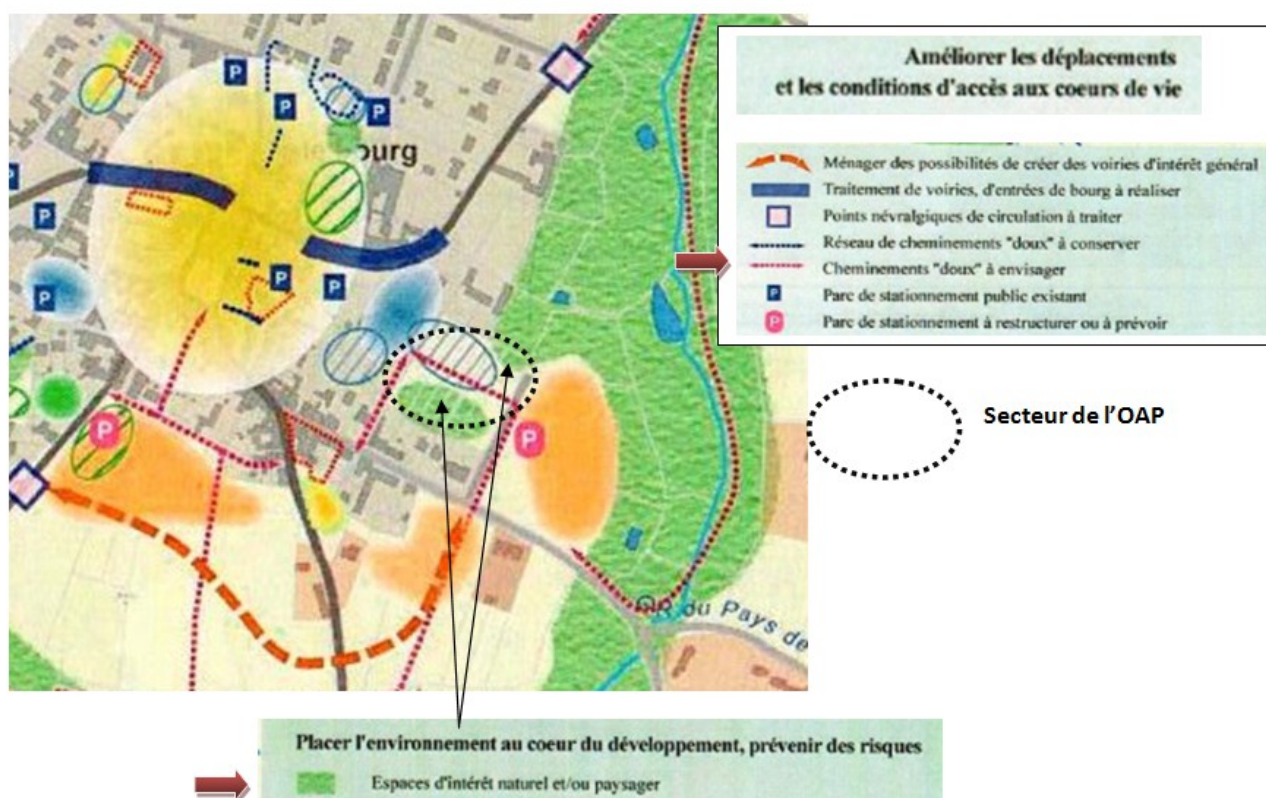 Améliorer les déplacements
et les conditions d'accès aux coeurs de vie
Ménager des possibilités de créer des voiries d'intérêt général
Traitement de voiries, d'entrées de bourg à réaliser
Points névralgiques de circulation à traiter
Réseau de cheminements "doux" à conserver
Cheminements "doux" à envisager
P Parc de stationnement public existant
P Parc de stationnement à restructurer ou à prévoir
P
P
P
ourg
P
P
P
P
P
P
P
P
Secteur de l'OAP
GR du Pays de
Placer l'environnement au coeur du développement, prévenir des risques
Espaces d'intérêt naturel et/ou paysager